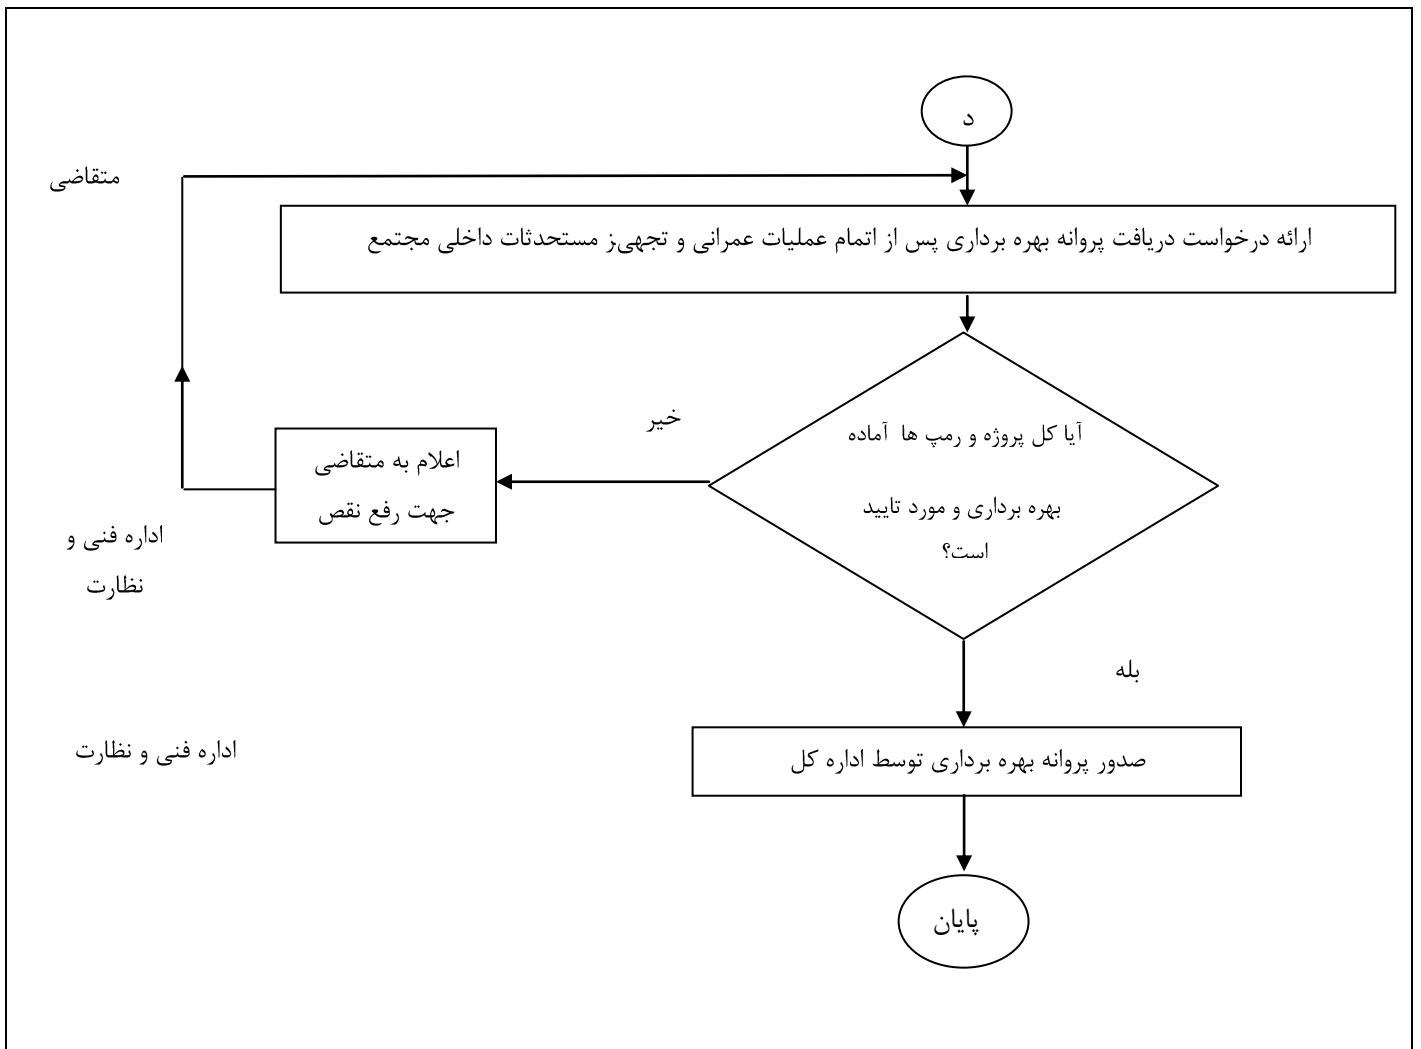 د
متقاضی
ارائه درخواست دریافت پروانه بهره برداری پس از اتمام عملیات عمرانی و تجهیز مستحدثات داخلی مجتمع
خیر
آیا کل پروژه و رمپ ها آماده
بهره برداری و مورد تایید
است؟
اعلام به متقاضی
جهت رفع نقص
اداره فنی و
نظارت
بله
صدور پروانه بهره برداری توسط اداره کل
اداره فنی و نظارت
پایان